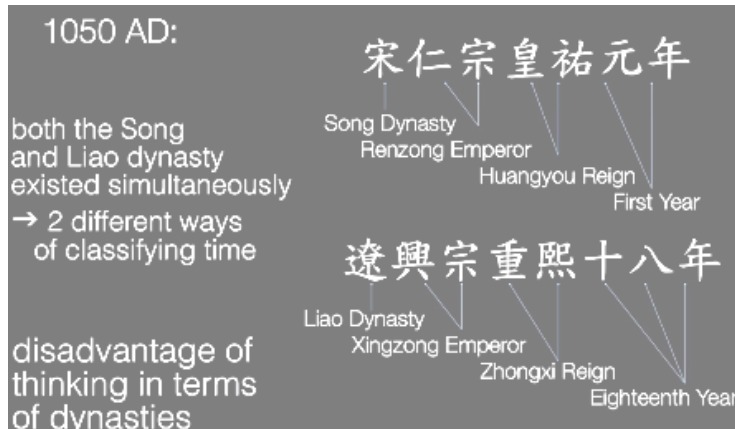 1050 AD:
both the Song
and Liao dynasty
existed simultaneously
→ 2 different ways
of classifying time
disadvantage of
thinking in terms
of dynasties
宋仁宗皇祐元年
Song Dynasty
Renzong Emperor
Huangyou Reign
First Year
遼興宗重熙十八年
Liao Dynasty
Xingzong Emperor
Zhongxi Reign
Eighteenth Year